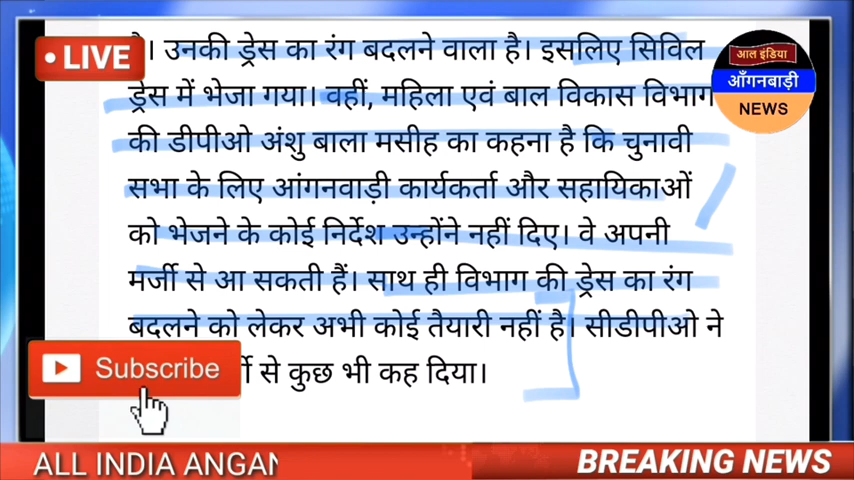 है। उनकी ड्रेस का रंग बदलने वाला है। इसलिए सिविल
ड्रेस में भेजा गया। वहीं, महिला एवं बाल विकास विभाग
की डीपीओ अंशु बाला मसीह का कहना है कि चुनावी
सभा के लिए आंगनवाड़ी कार्यकर्ता और सहायिकाओं
को भेजने के कोई निर्देश उन्होंने नहीं दिए। वे अपनी
मर्जी से आ सकती हैं। साथ ही विभाग की ड्रेस का रंग
बदलने को लेकर अभी कोई तैयारी नहीं है। सीडीपीओ ने
से कुछ भी कह दिया।
LIVE
आल इंडिया
आँगनबाड़ी
NEWS
Subscribe
ALL INDIA ANGAN
BREAKING NEWS